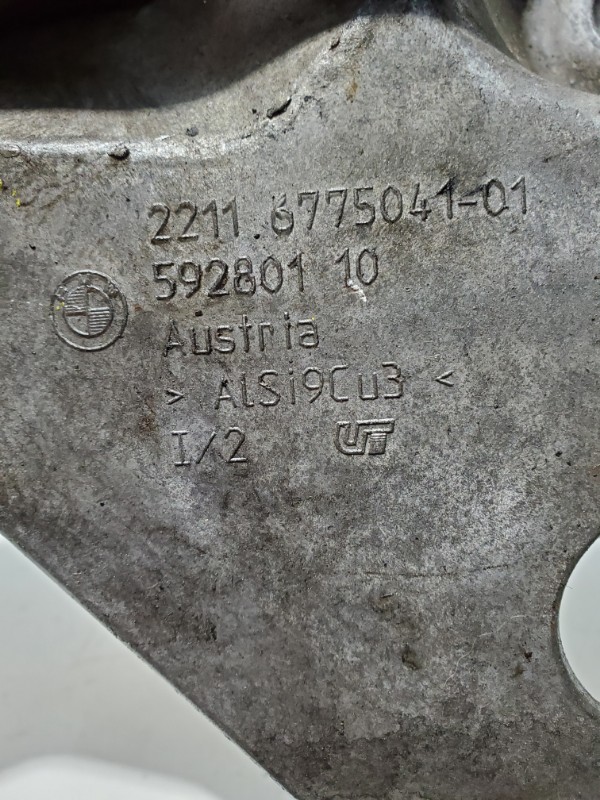 2211 6775041-01
592801 10
Austria
> AlSi9Cu3 <
I/2